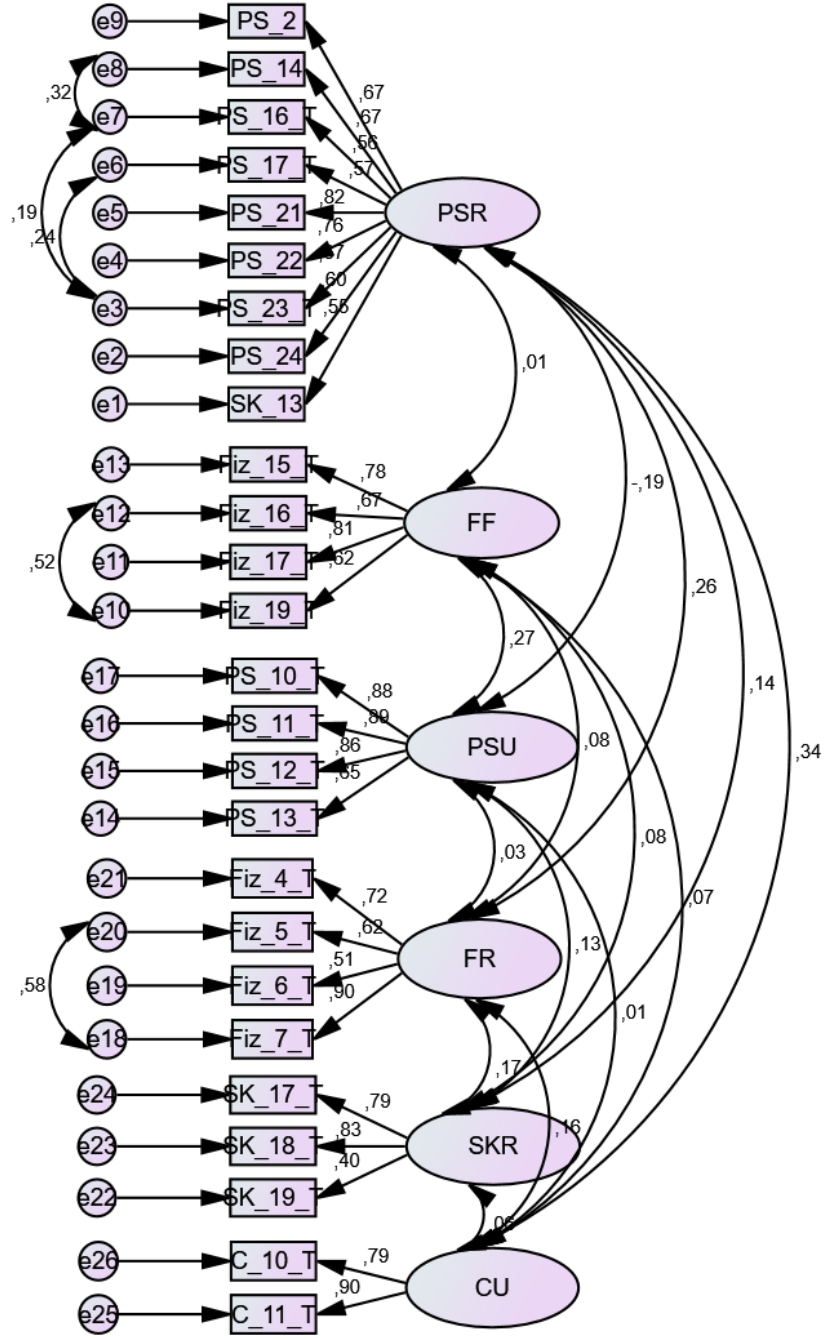 e9 PS_2
e8 PS_14
,32 ,67
e7 PS_16_T ,67
,56
e6 PS_17_T ,57
,82
,19 e5 PS_21 PSR
,76
,24
e4 PS_22
,60
e3 PS_23_T ,55
e2 PS_24
,01
e1 SK_13
e13 Fiz_15_T ,78
-,19
,67
e12 Fiz_16_T FF
,81
,52 e11 Fiz_17_T ,62
,26
e10 Fiz_19_T
,27
e17 PS_10_T ,88
,14
,89
e16 PS_11_T
,86 PSU ,08 ,34
e15 PS_12_T ,65
e14 PS_13_T
,08
,03
e21 Fiz_4_T ,72
,07
,62
e20 Fiz_5_T
,13
,51 FR
,58 e19 Fiz_6_T ,90
,01
e18 Fiz_7_T
,17
e24 SK_17_T ,79
,16
,83
e23 SK_18_T SKR
,40
e22 SK_19_T
,06
e26 C_10_T ,79
CU
,90
e25 C_11_T